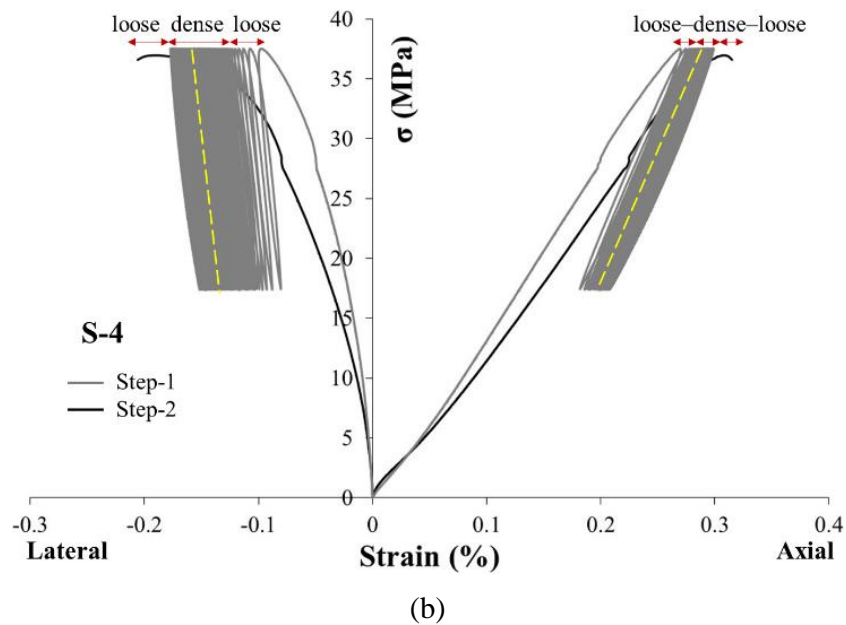 loose dense loose
loose–dense–loose
40
35
30
25
20
15
10
5
0
σ (MPa)
S-4
Step-1
Step-2
-0.3 -0.2 -0.1 0 0.1 0.2 0.3 0.4
Lateral Strain (%) Axial
(b)